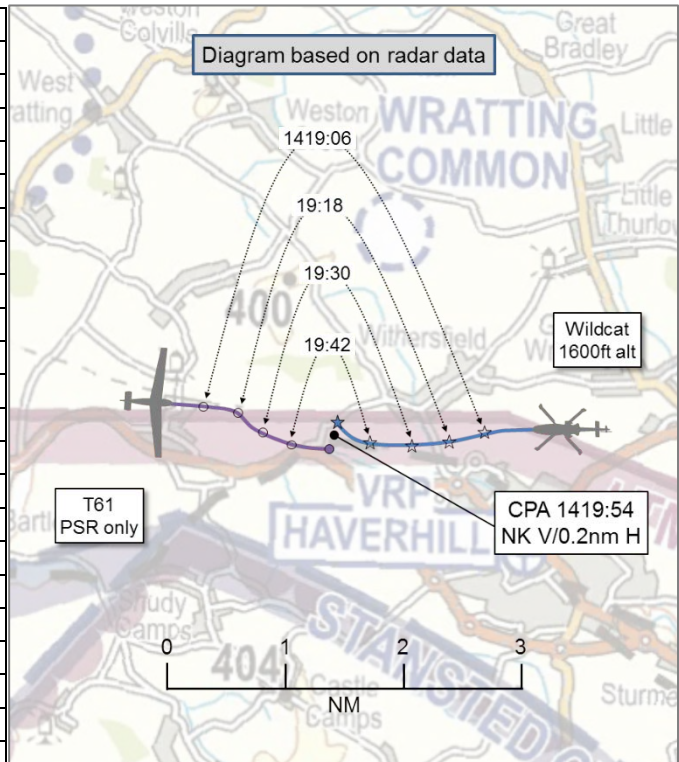 Weston
Colville
Great
Bradley
Diagram based on radar data
West
Weston
WRATTING
COMMON
Little
1419:06
Little
Thurlow
19:18
19:30
400
19:42
Withersfield
Wildcat
1600ft alt
T61
PSR only
VRP
HAVERHILL
CPA 1419:54
NK V/0.2nm H
Shudy
Camps
STANSTED
404
Castle
Camps
0
1
2
3
NM